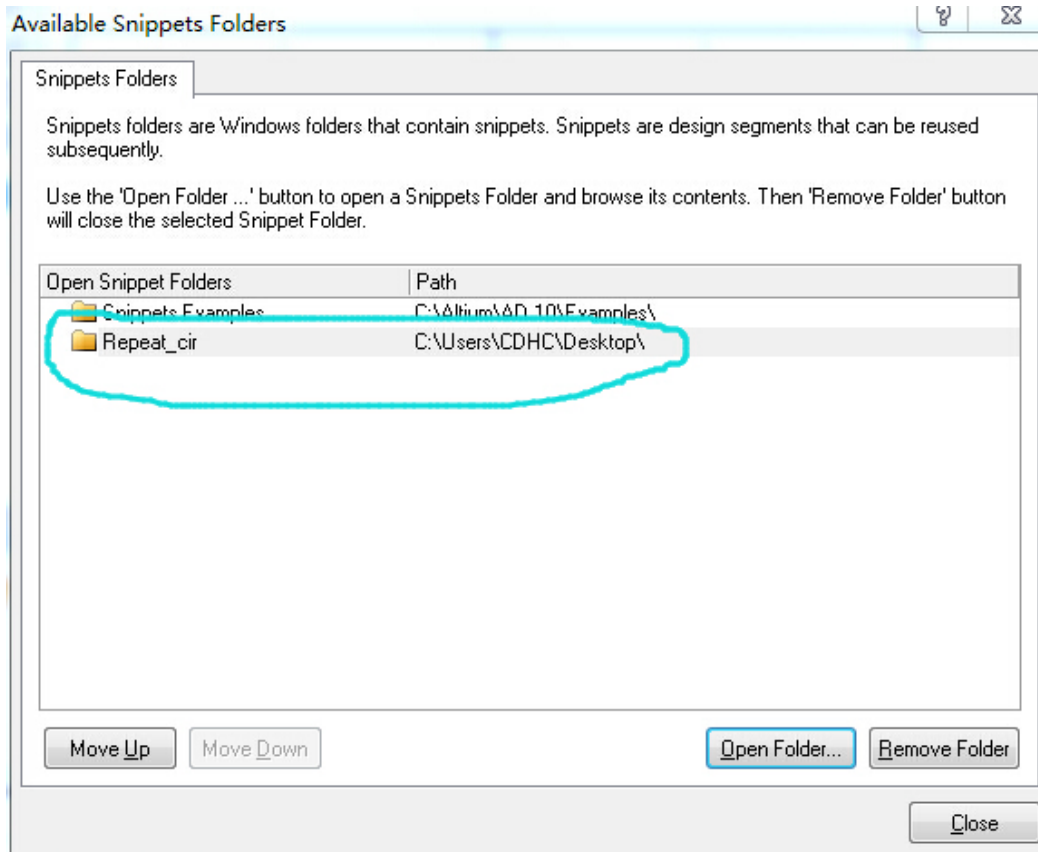 Available Snippets Folders
Snippets Folders
Snippets folders are Windows folders that contain snippets. Snippets are design segments that can be reused
subsequently.
Use the 'Open Folder ...' button to open a Snippets Folder and browse its contents. Then 'Remove Folder' button
will close the selected Snippet Folder.
Open Snippet Folders Path
Snippets Examples C:\Altium\AD 10\Examples\
Repeat_cir C:\Users\CDHC\Desktop\
Move Up Move Down Open Folder... Remove Folder
Close